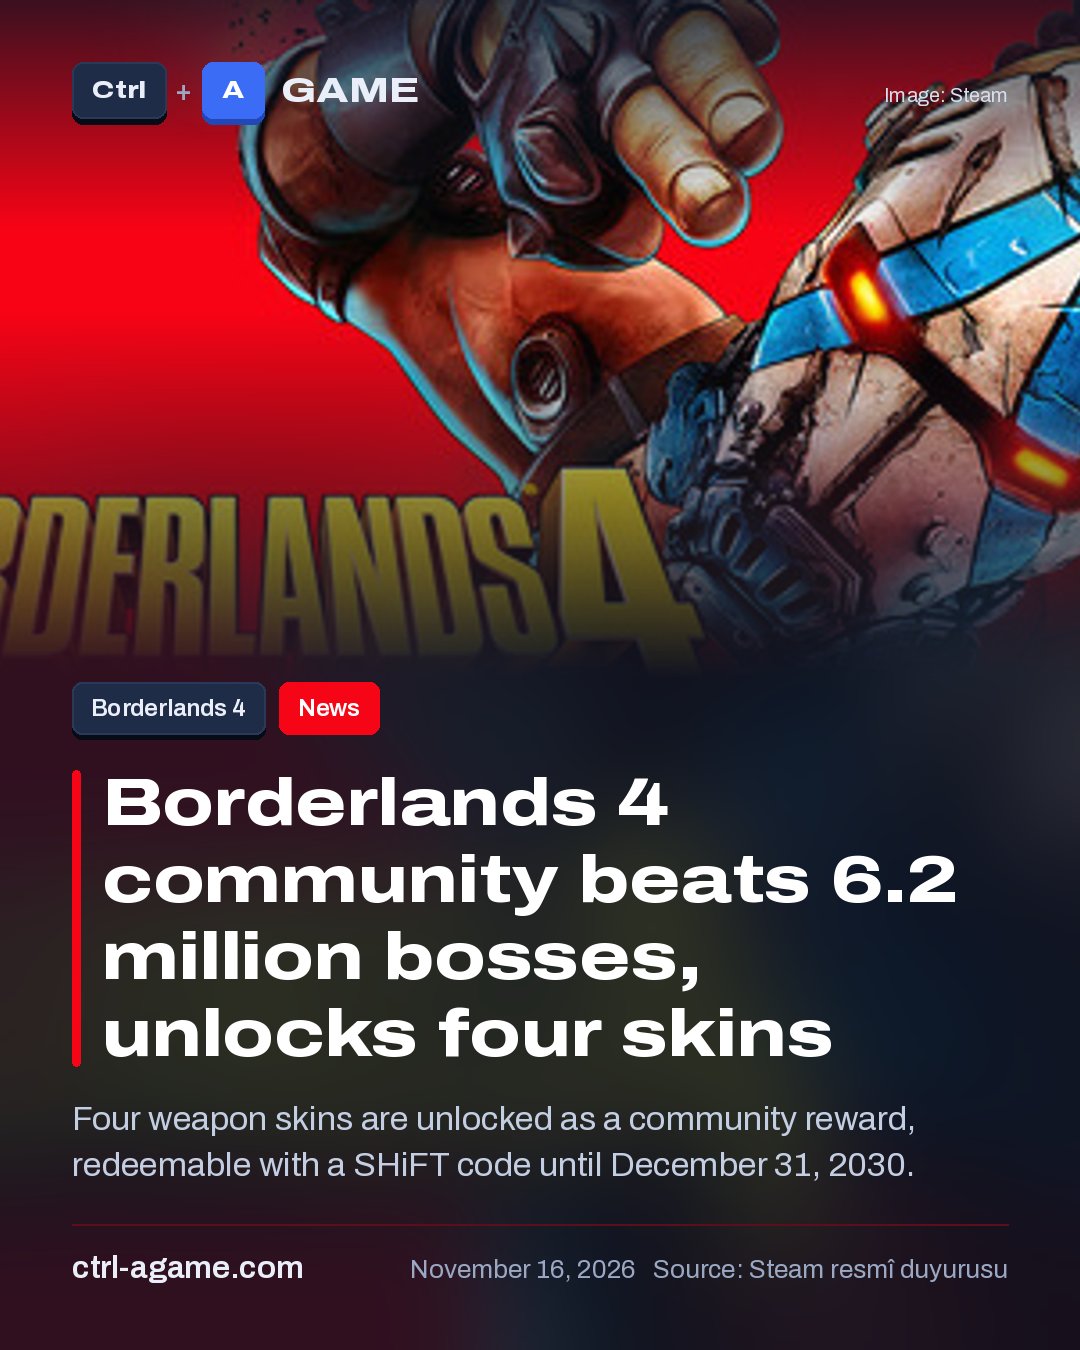 Ctrl + A GAME
Image: Steam
RDERLANDS 4
Borderlands 4
News
Borderlands 4
community beats 6.2
million bosses,
unlocks four skins
Four weapon skins are unlocked as a community reward,
redeemable with a SHiFT code until December 31, 2030.
ctrl-agame.com
November 16, 2026 Source: Steam resmî duyurusu